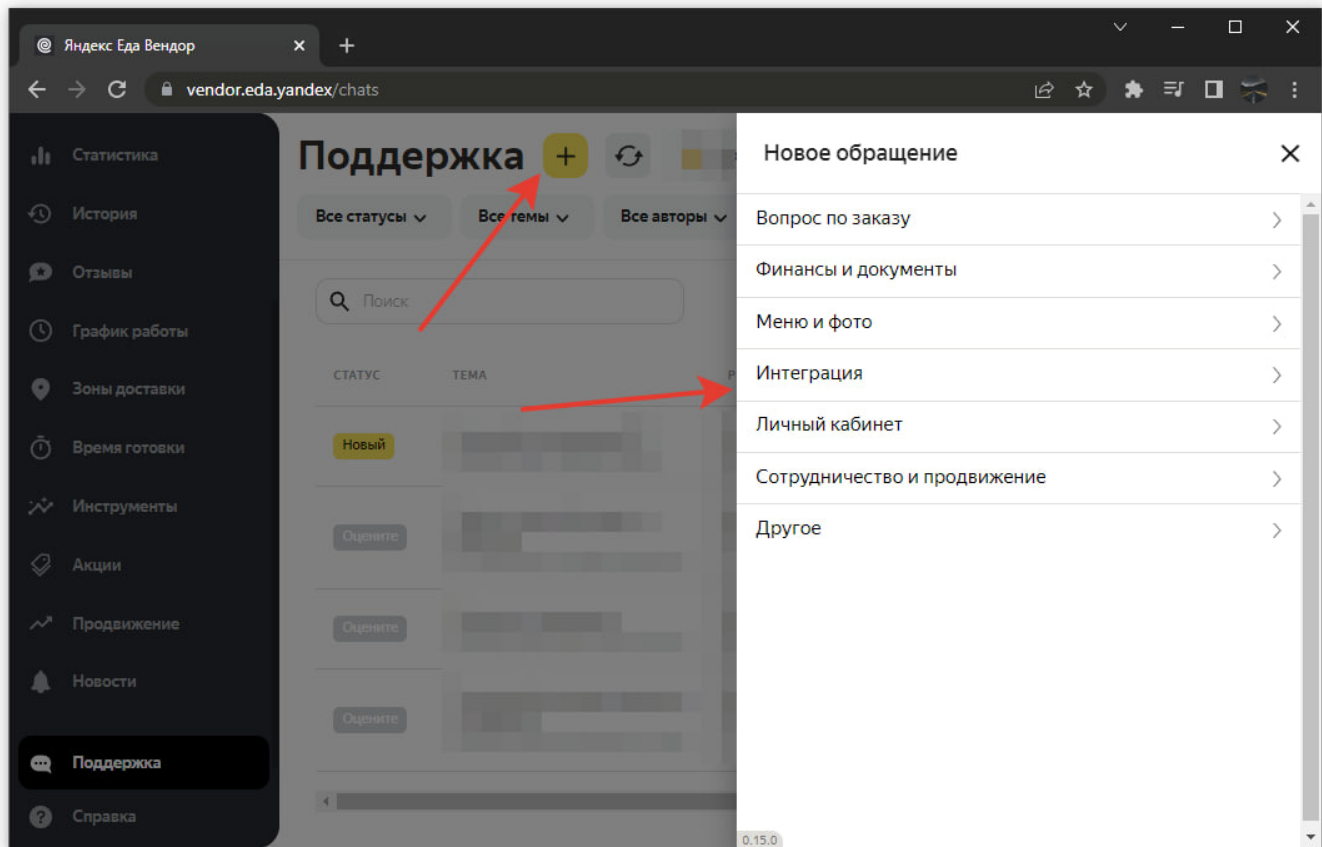 Яндекс Еда Вендор
vendor.eda.yandex/chats
Статистика
История
Отзывы
График работы
Зоны доставки
Время готовки
Инструменты
Акции
Продвижение
Новости
Поддержка
Справка
Поддержка
Все статусы
Все темы
Все авторы
Поиск
СТАТУС
ТЕМА
Новый
Оцените
Оцените
Оцените
Новое обращение
Вопрос по заказу
Финансы и документы
Меню и фото
Интеграция
Личный кабинет
Сотрудничество и продвижение
Другое
0.15.0